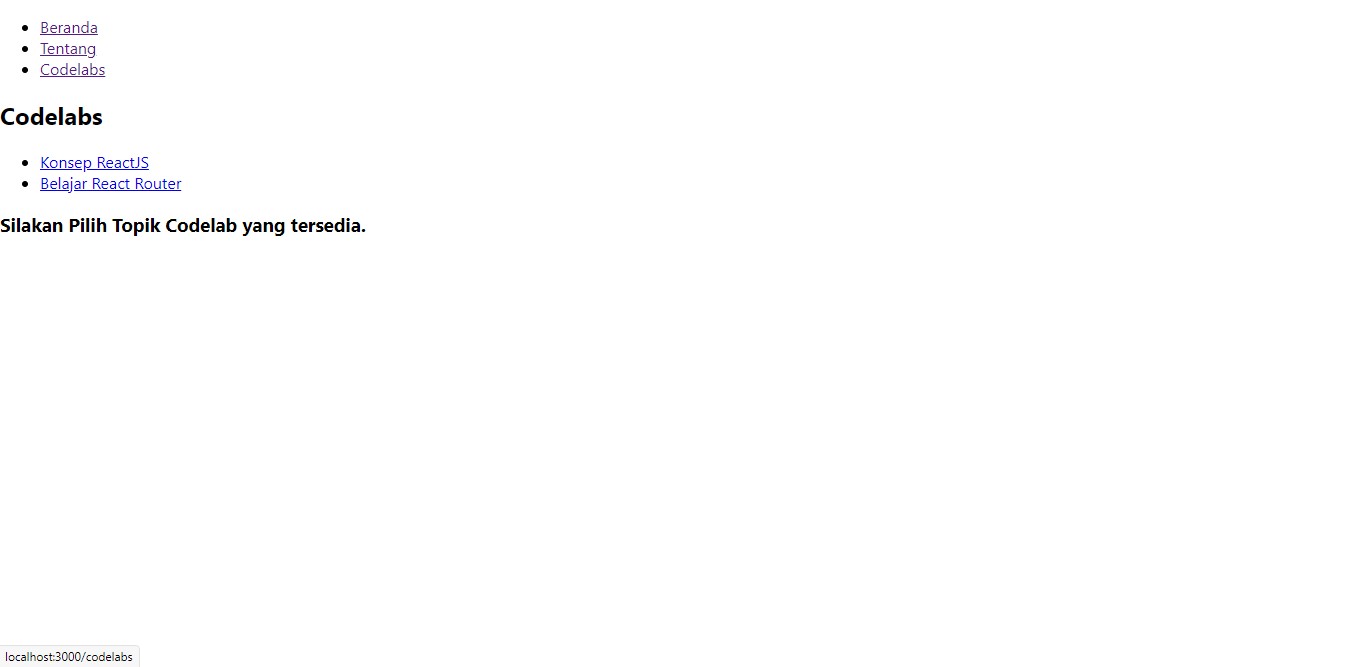 Beranda
Tentang
Codelabs
Codelabs
Konsep ReactJS
Belajar React Router
Silakan Pilih Topik Codelab yang tersedia.
localhost:3000/codelabs